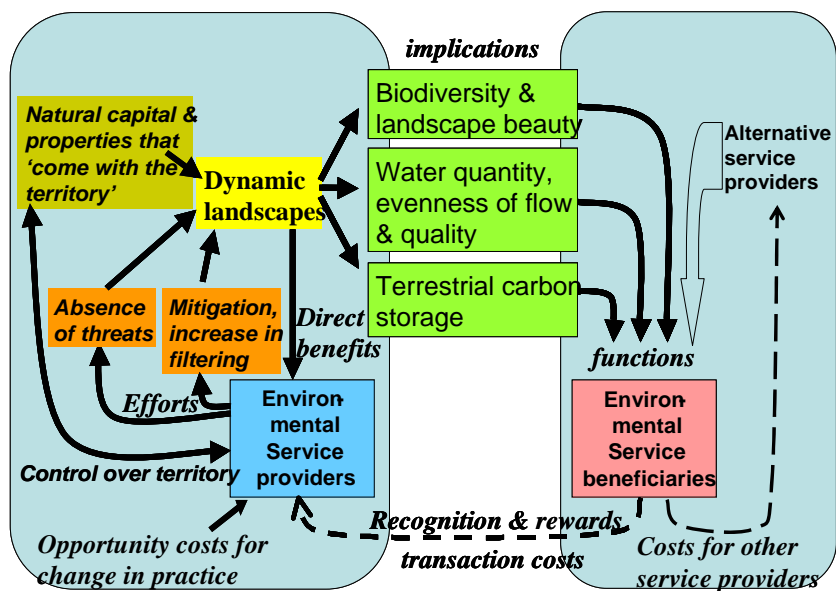 implications
Natural capital &
properties that
‘come with the
territory’
Dynamic
landscapes
Biodiversity &
landscape beauty
Water quantity,
evenness of flow
& quality
Terrestrial carbon
storage
Alternative
service
providers
Absence
of threats
Mitigation,
increase in
filtering
Direct
benefits
functions
Efforts
Environ-
mental
Service
providers
Environ-
mental
Service
beneficiaries
Control over territory
Recognition & rewards
transaction costs
Opportunity costs for
change in practice
Costs for other
service providers